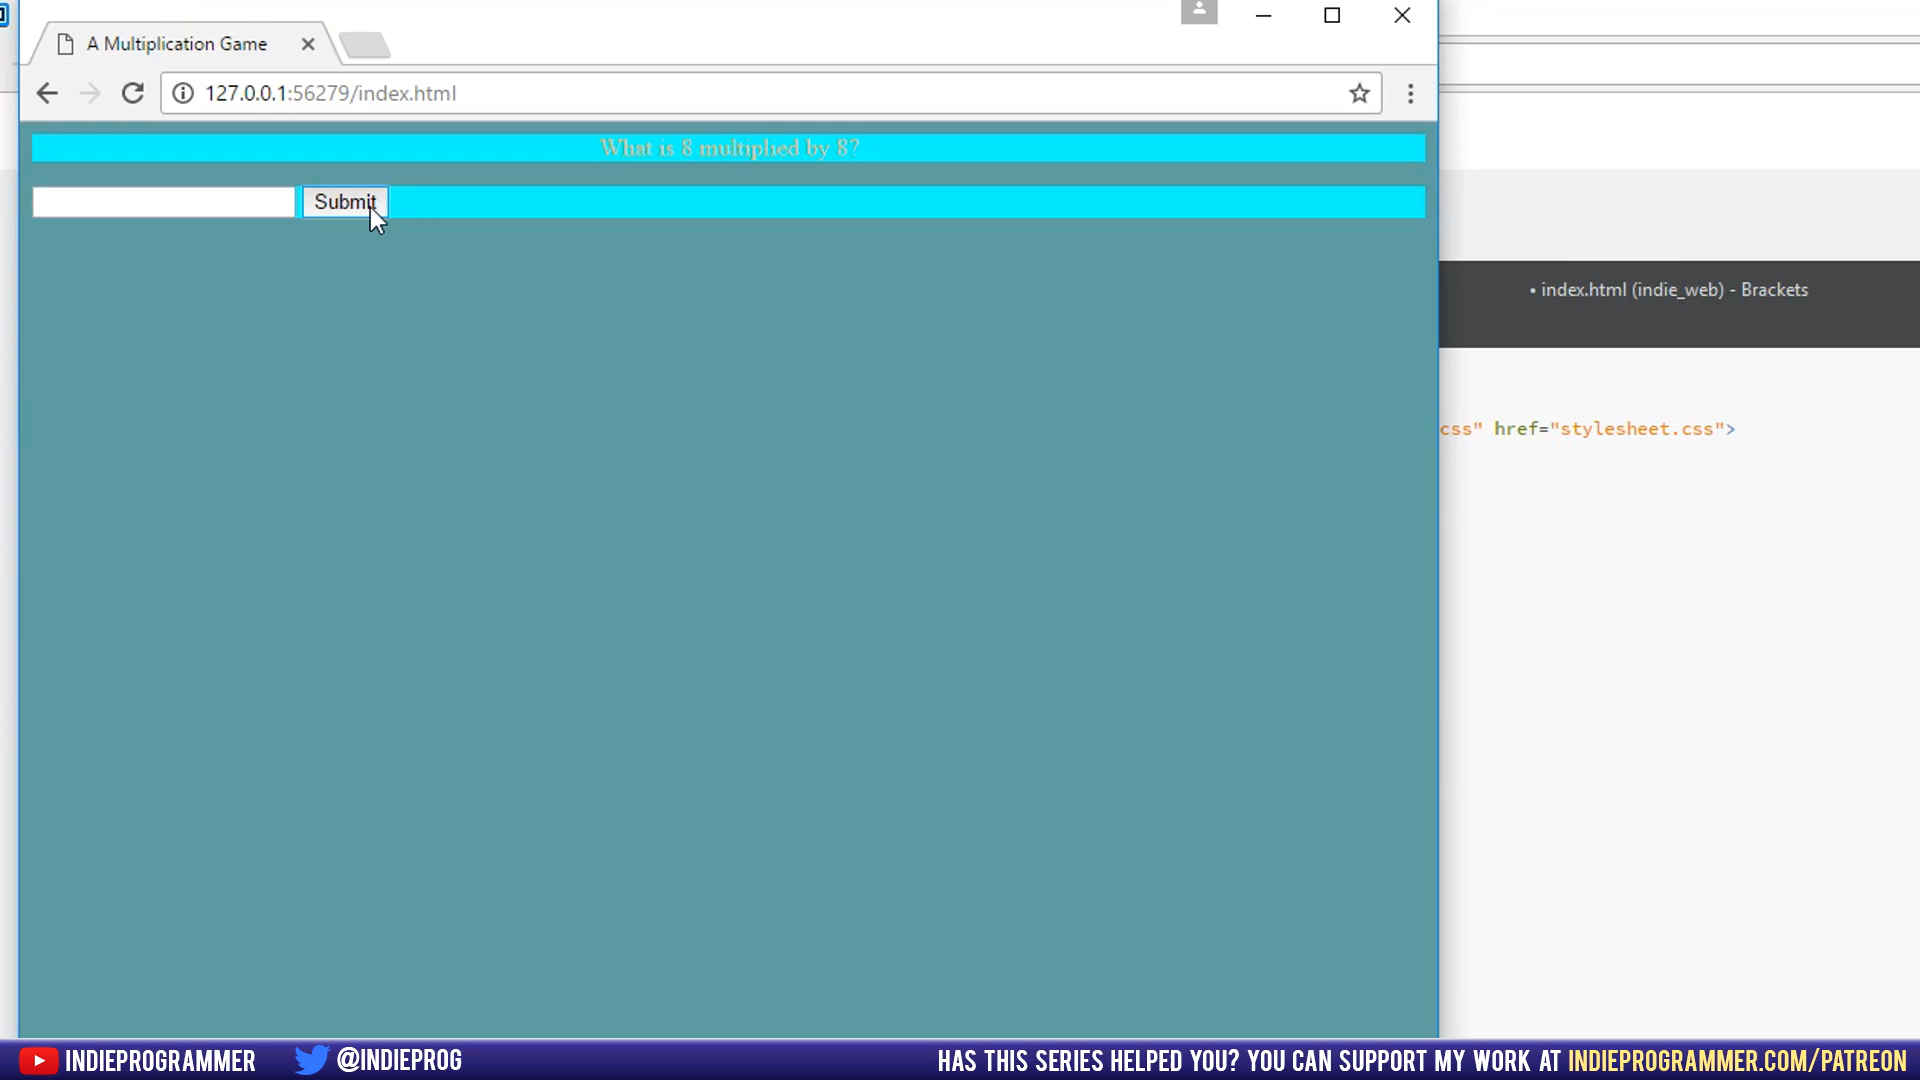 A Multiplication Game
127.0.0.1:56279/index.html
What is 8 multiplied by 8?
Submit
• index.html (indie_web) - Brackets
css" href="stylesheet.css">
INDIEPROGRAMMER
@INDIEPROG
HAS THIS SERIES HELPED YOU? YOU CAN SUPPORT MY WORK AT INDIEPROGRAMMER.COM/PATREON